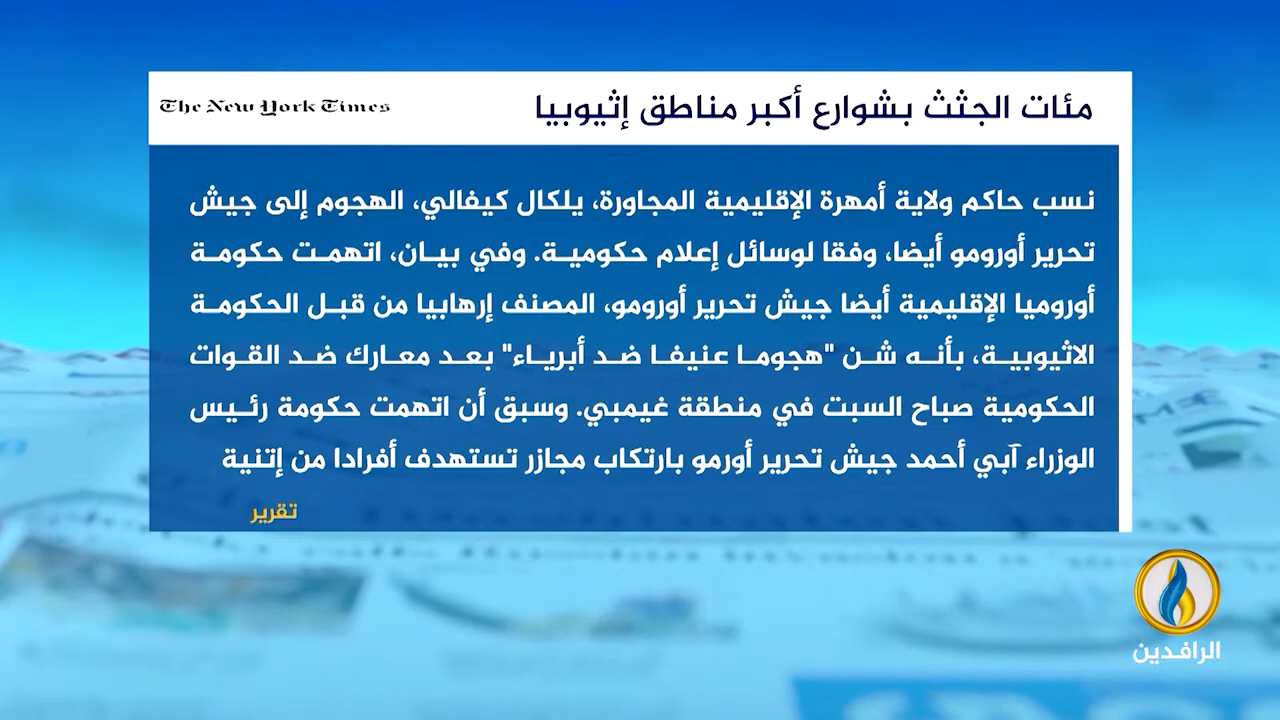 مئات الجثث بشوارع أكبر مناطق إثيوبيا
The New York Times
نسب حاكم ولاية أمهرة الإقليمية المجاورة، يلكال كيفالي، الهجوم إلى جيش
تحرير أورومو أيضا، وفقا لوسائل إعلام حكومية. وفي بيان، اتهمت حكومة
أوروميا الإقليمية أيضا جيش تحرير أورومو، المصنف إرهابيا من قبل الحكومة
الاثيوبية، بأنه شن "هجوما عنيفا ضد أبرياء" بعد معارك ضد القوات
الحكومية صباح السبت في منطقة غيمبي. وسبق أن اتهمت حكومة رئيس
الوزراء آبي أحمد جيش تحرير أورمو بارتكاب مجازر تستهدف أفرادا من إتنية
تقرير
الرافدين